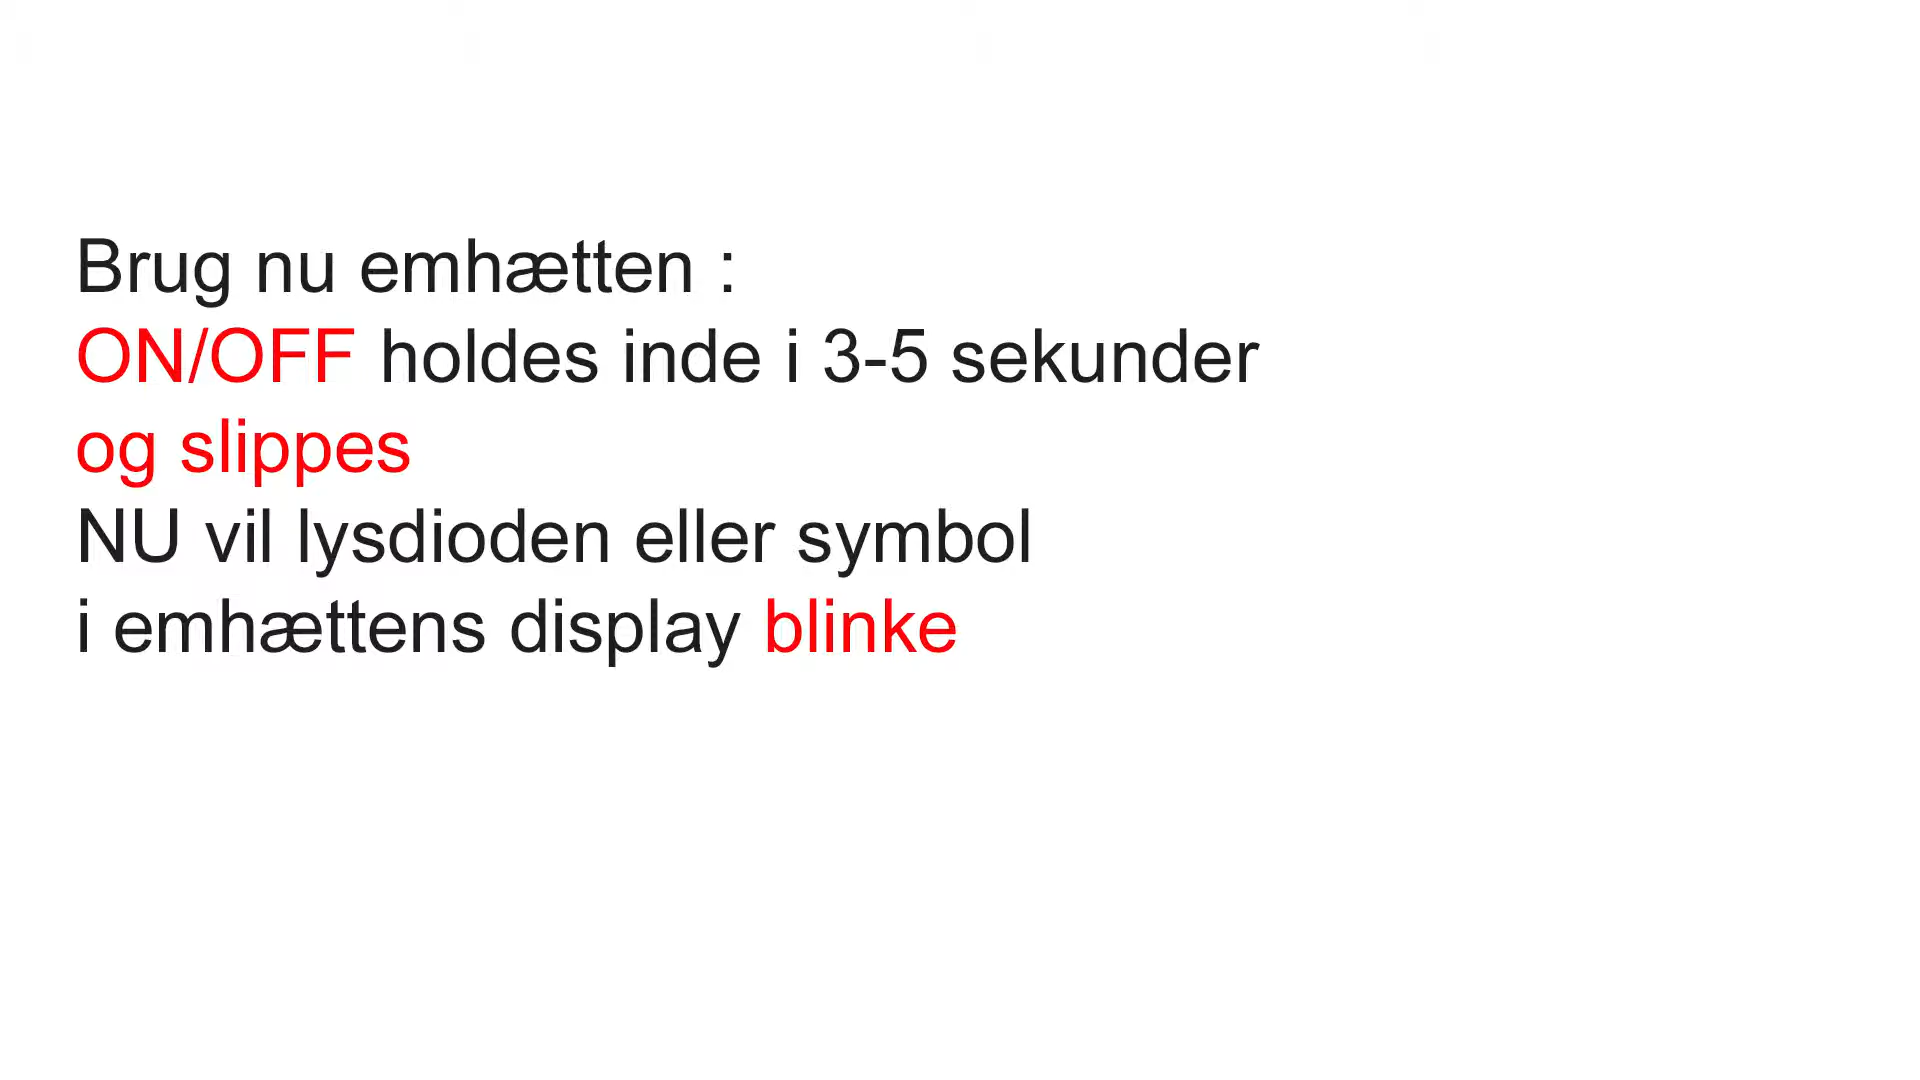 Brug nu emhætten :
ON/OFF holdes inde i 3-5 sekunder
og slippes
NU vil lysdioden eller symbol
i emhættens display blinke